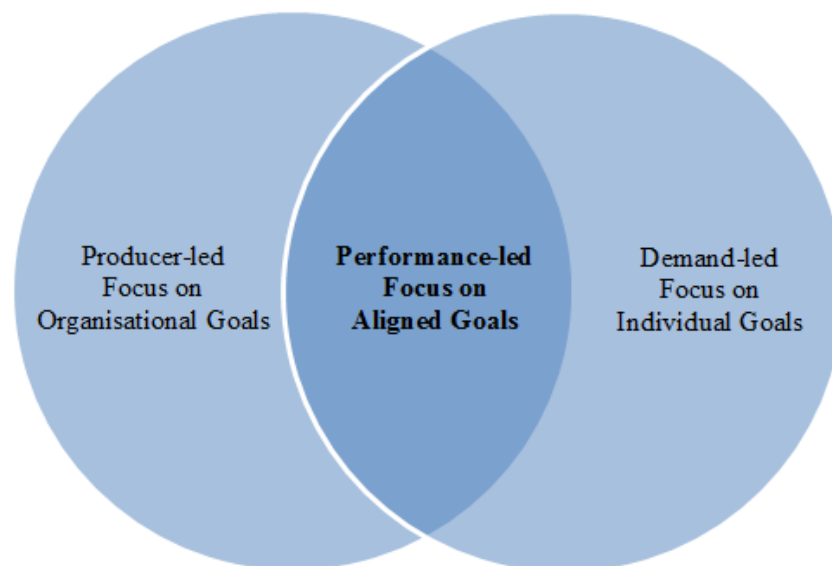 Producer-led
Focus on
Organisational Goals
Performance-led
Focus on
Aligned Goals
Demand-led
Focus on
Individual Goals